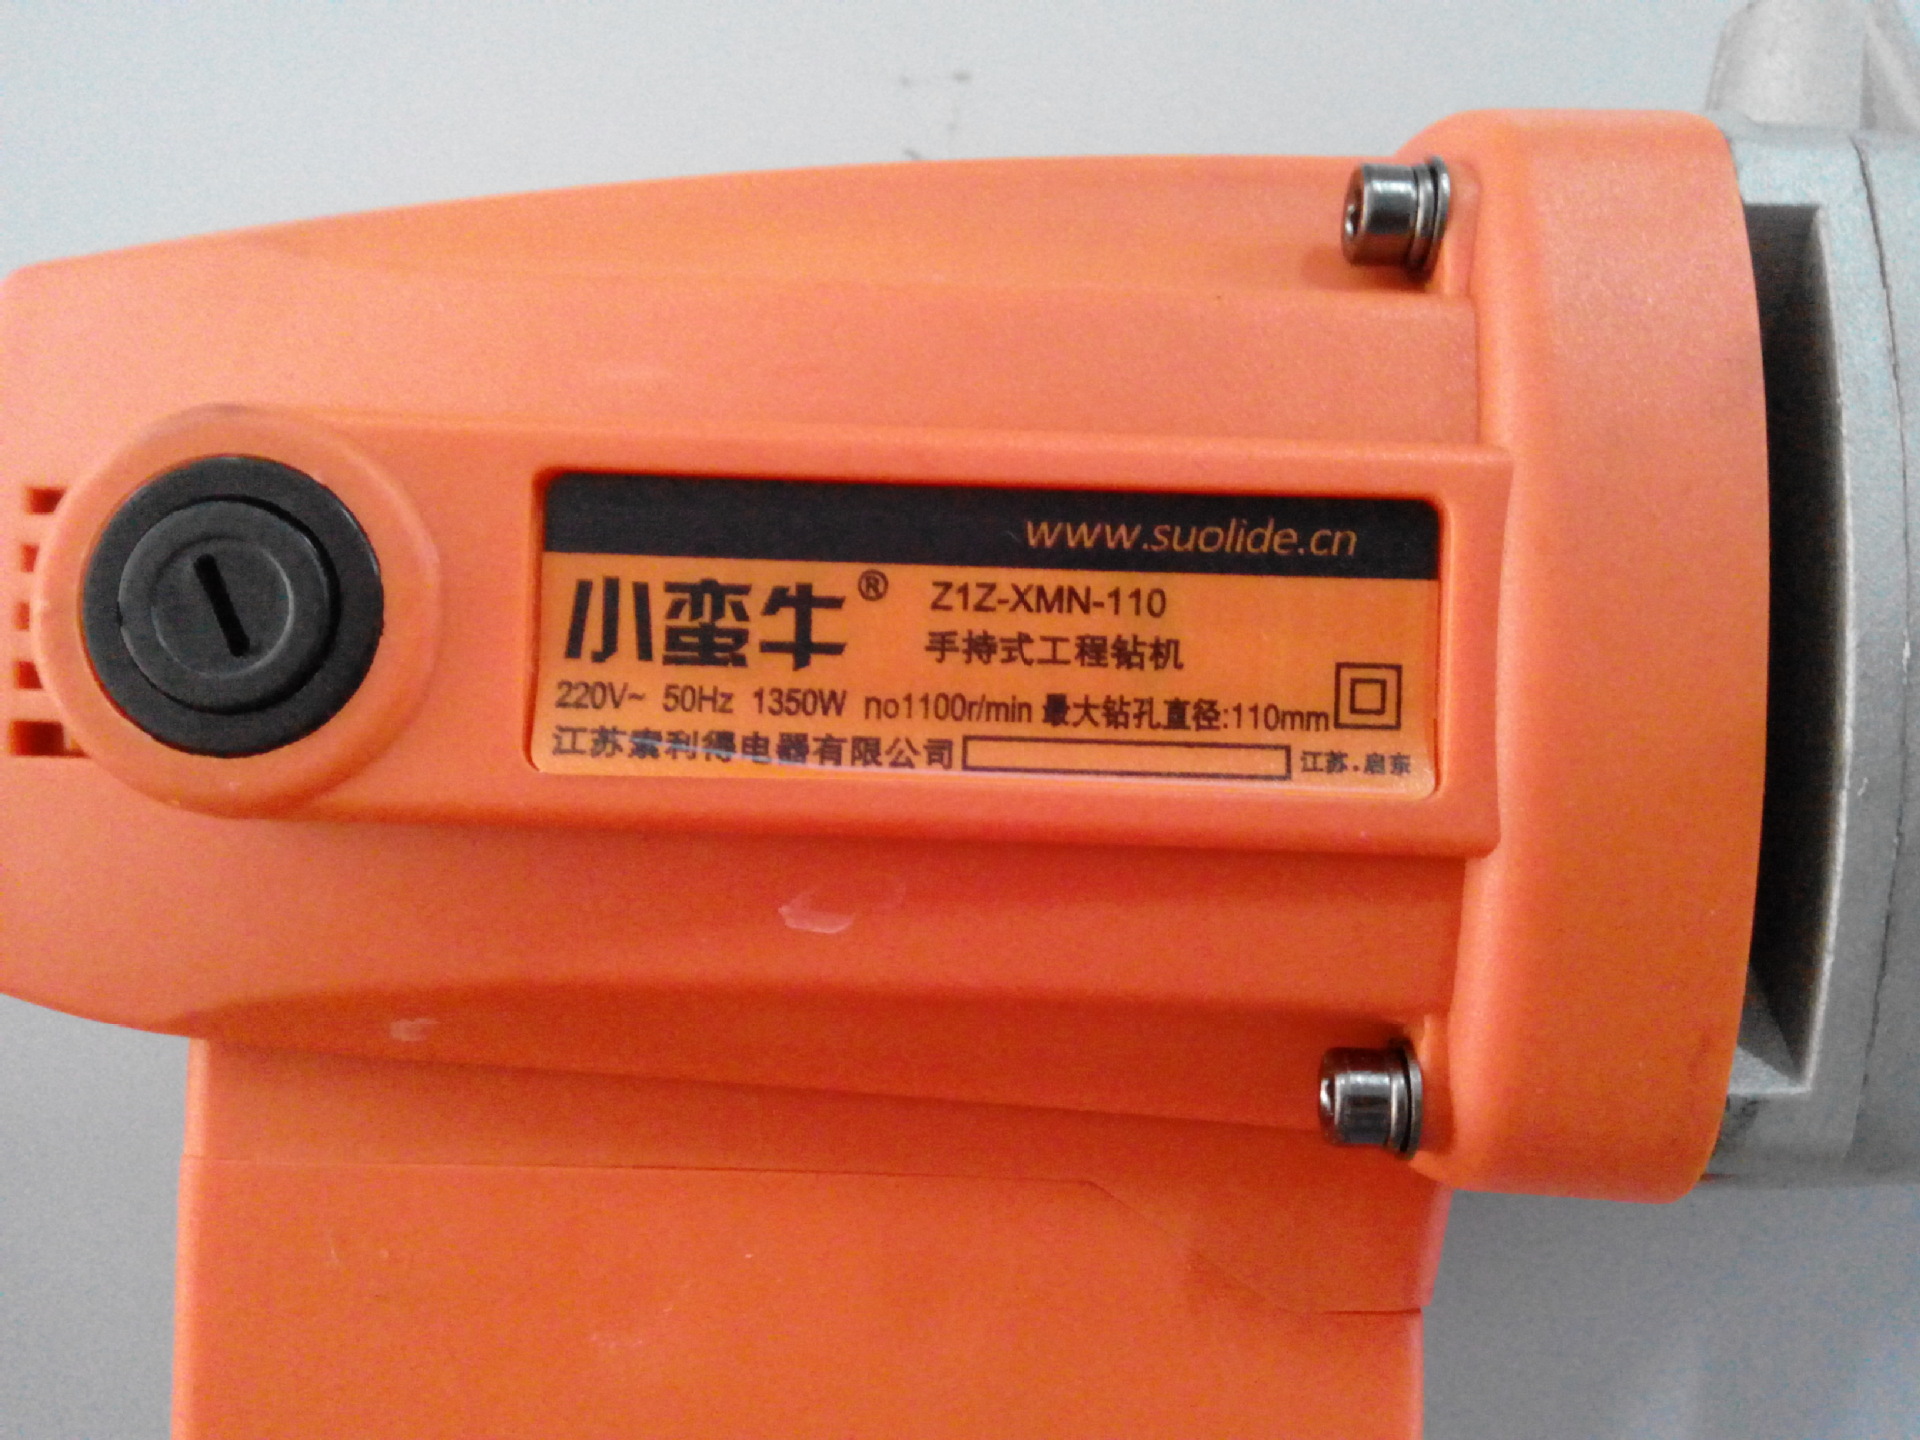 www.suolide.cn
小蛮牛® Z1Z-XMN-110
手持式工程钻机
220V~ 50Hz 1350W no1100r/min 最大钻孔直径:110mm
江苏索利得电器有限公司 江苏.启东